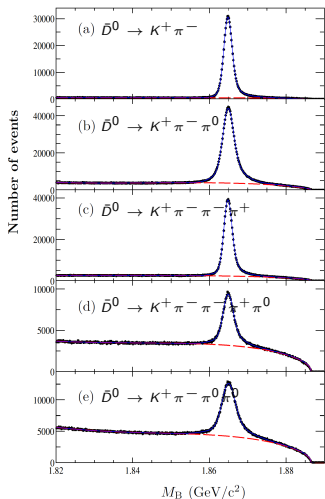 Number of events
(a) D̄⁰ → K⁺π⁻
30000
20000
10000
0
(b) D̄⁰ → K⁺π⁻π⁰
40000
20000
0
(c) D̄⁰ → K⁺π⁻π⁻π⁺
40000
20000
0
(d) D̄⁰ → K⁺π⁻π⁻π⁺π⁰
10000
5000
0
(e) D̄⁰ → K⁺π⁻π⁰π⁰
10000
5000
0
1.82 1.84 1.86 1.88
M_B (GeV/c²)